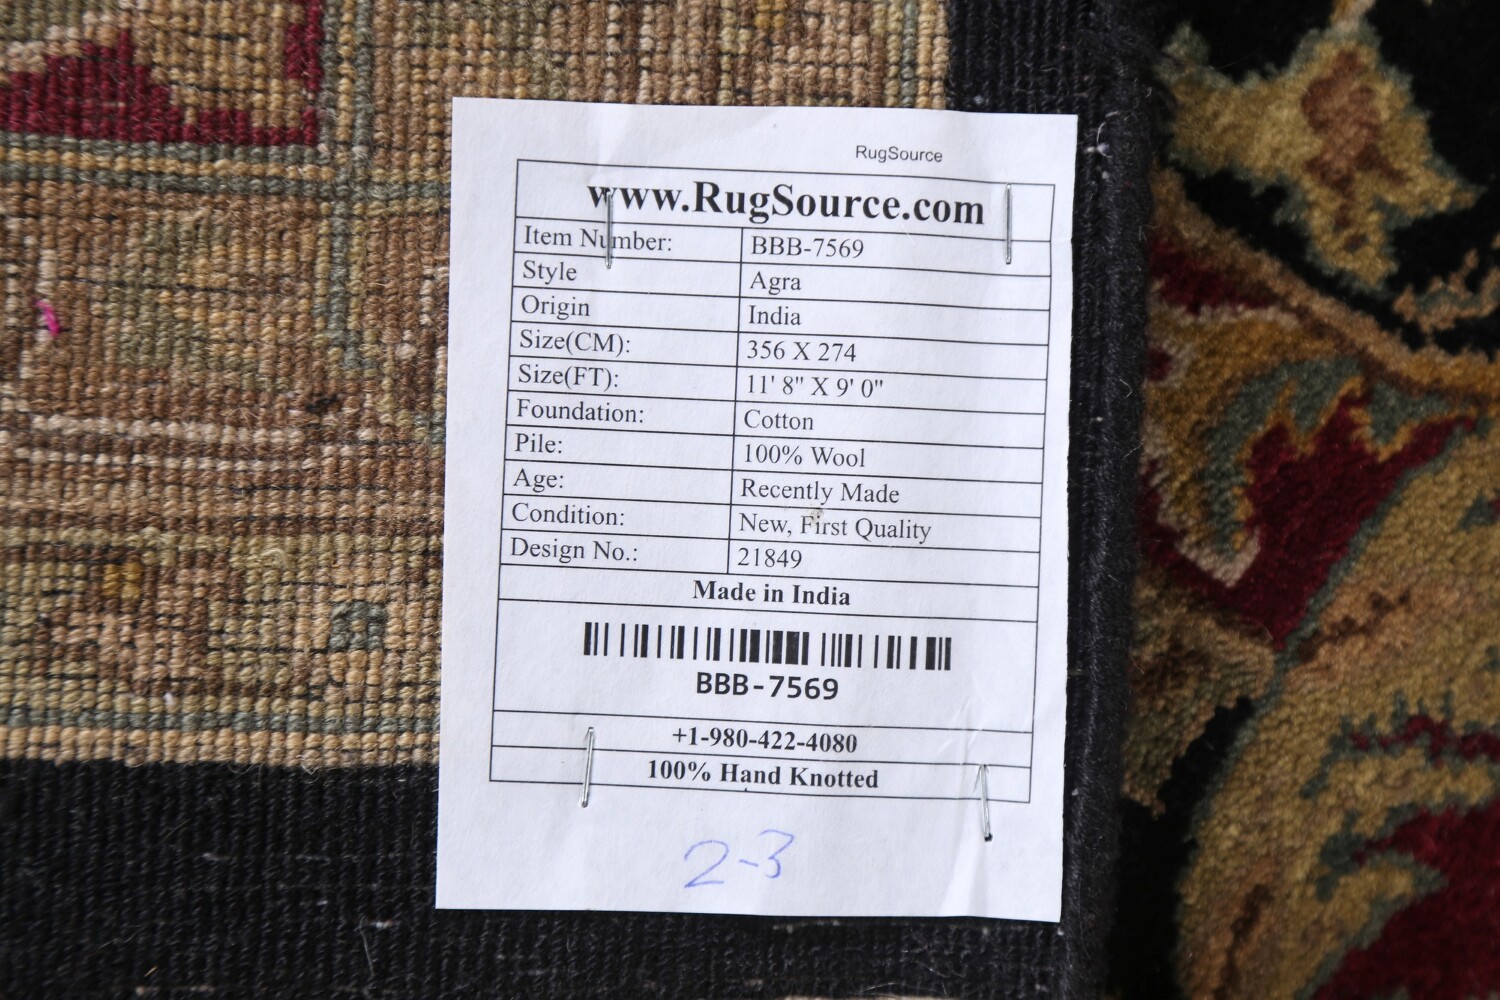 RugSource
www.RugSource.com
Item Number: BBB-7569
Style Agra
Origin India
Size(CM): 356 X 274
Size(FT): 11' 8" X 9' 0"
Foundation: Cotton
Pile: 100% Wool
Age: Recently Made
Condition: New, First Quality
Design No.: 21849
Made in India
BBB-7569
+1-980-422-4080
100% Hand Knotted
2-3